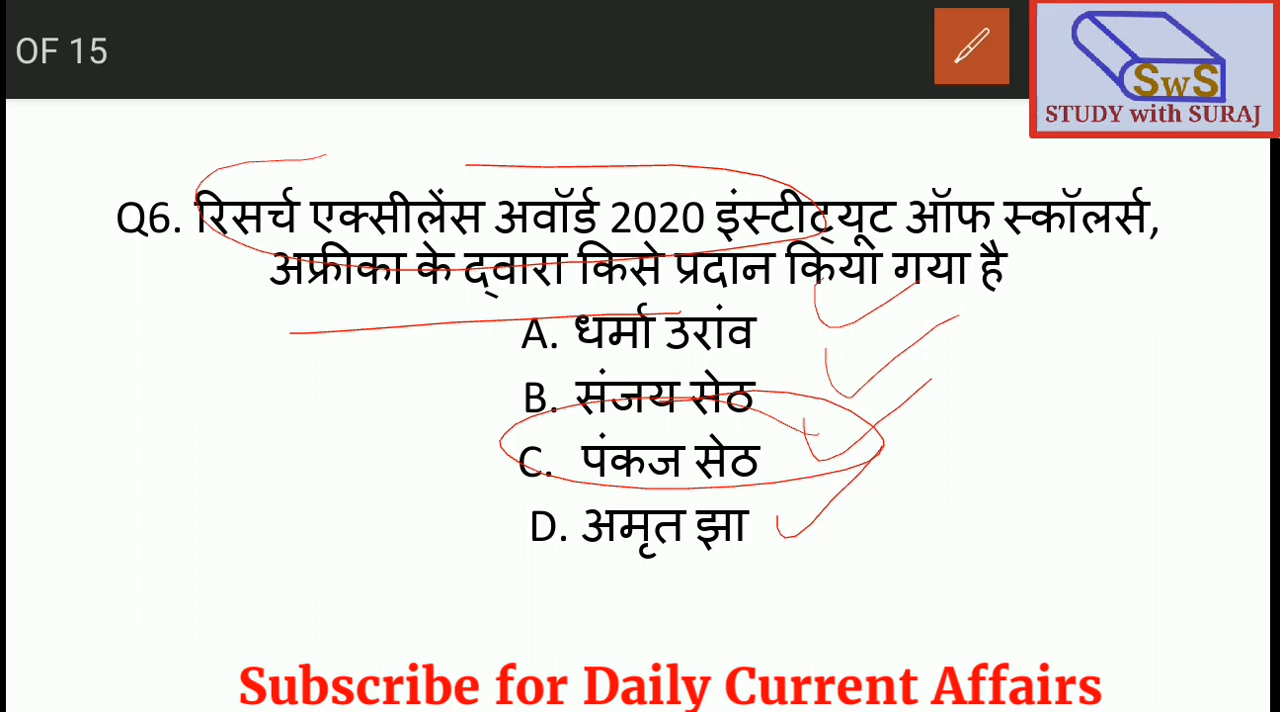 OF 15
SwS
STUDY with SURAJ
Q6. रिसर्च एक्सीलेंस अवॉर्ड 2020 इंस्टीट्यूट ऑफ स्कॉलर्स,
अफ्रीका के द्वारा किसे प्रदान किया गया है
A. धर्मा उरांव
B. संजय सेठ
C. पंकज सेठ
D. अमृत झा
Subscribe for Daily Current Affairs